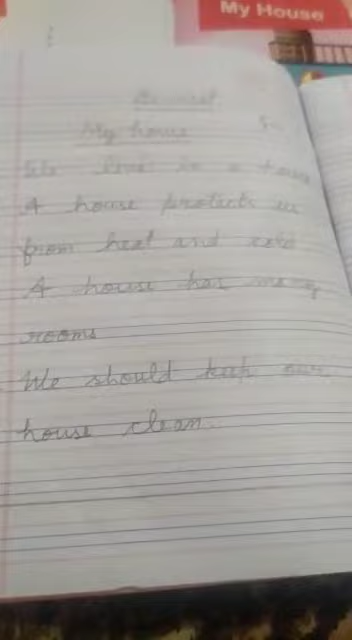 My House
My house
We live in a house
A house protects us
from heat and cold
A house has many
rooms
We should keep our
house clean.